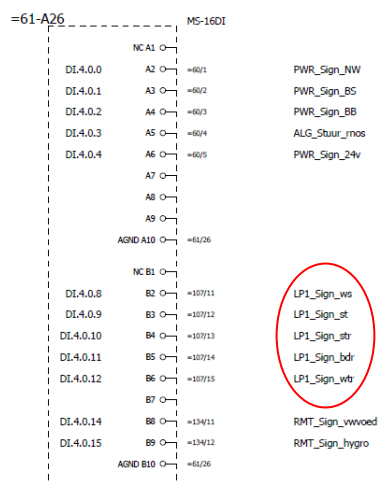 =61-A26 MS-16DI
NC A1
DI.4.0.0 A2 =60/1 PWR_Sign_NW
DI.4.0.1 A3 =60/2 PWR_Sign_BS
DI.4.0.2 A4 =60/3 PWR_Sign_BB
DI.4.0.3 A5 =60/4 ALG_Stuur_rnos
DI.4.0.4 A6 =60/5 PWR_Sign_24v
A7
A8
A9
AGND A10 =61/26
NC B1
DI.4.0.8 B2 =107/11 LP1_Sign_ws
DI.4.0.9 B3 =107/12 LP1_Sign_st
DI.4.0.10 B4 =107/13 LP1_Sign_str
DI.4.0.11 B5 =107/14 LP1_Sign_bdr
DI.4.0.12 B6 =107/15 LP1_Sign_wtr
B7
DI.4.0.14 B8 =134/11 RMT_Sign_vwvoed
DI.4.0.15 B9 =134/12 RMT_Sign_hygro
AGND B10 =61/26